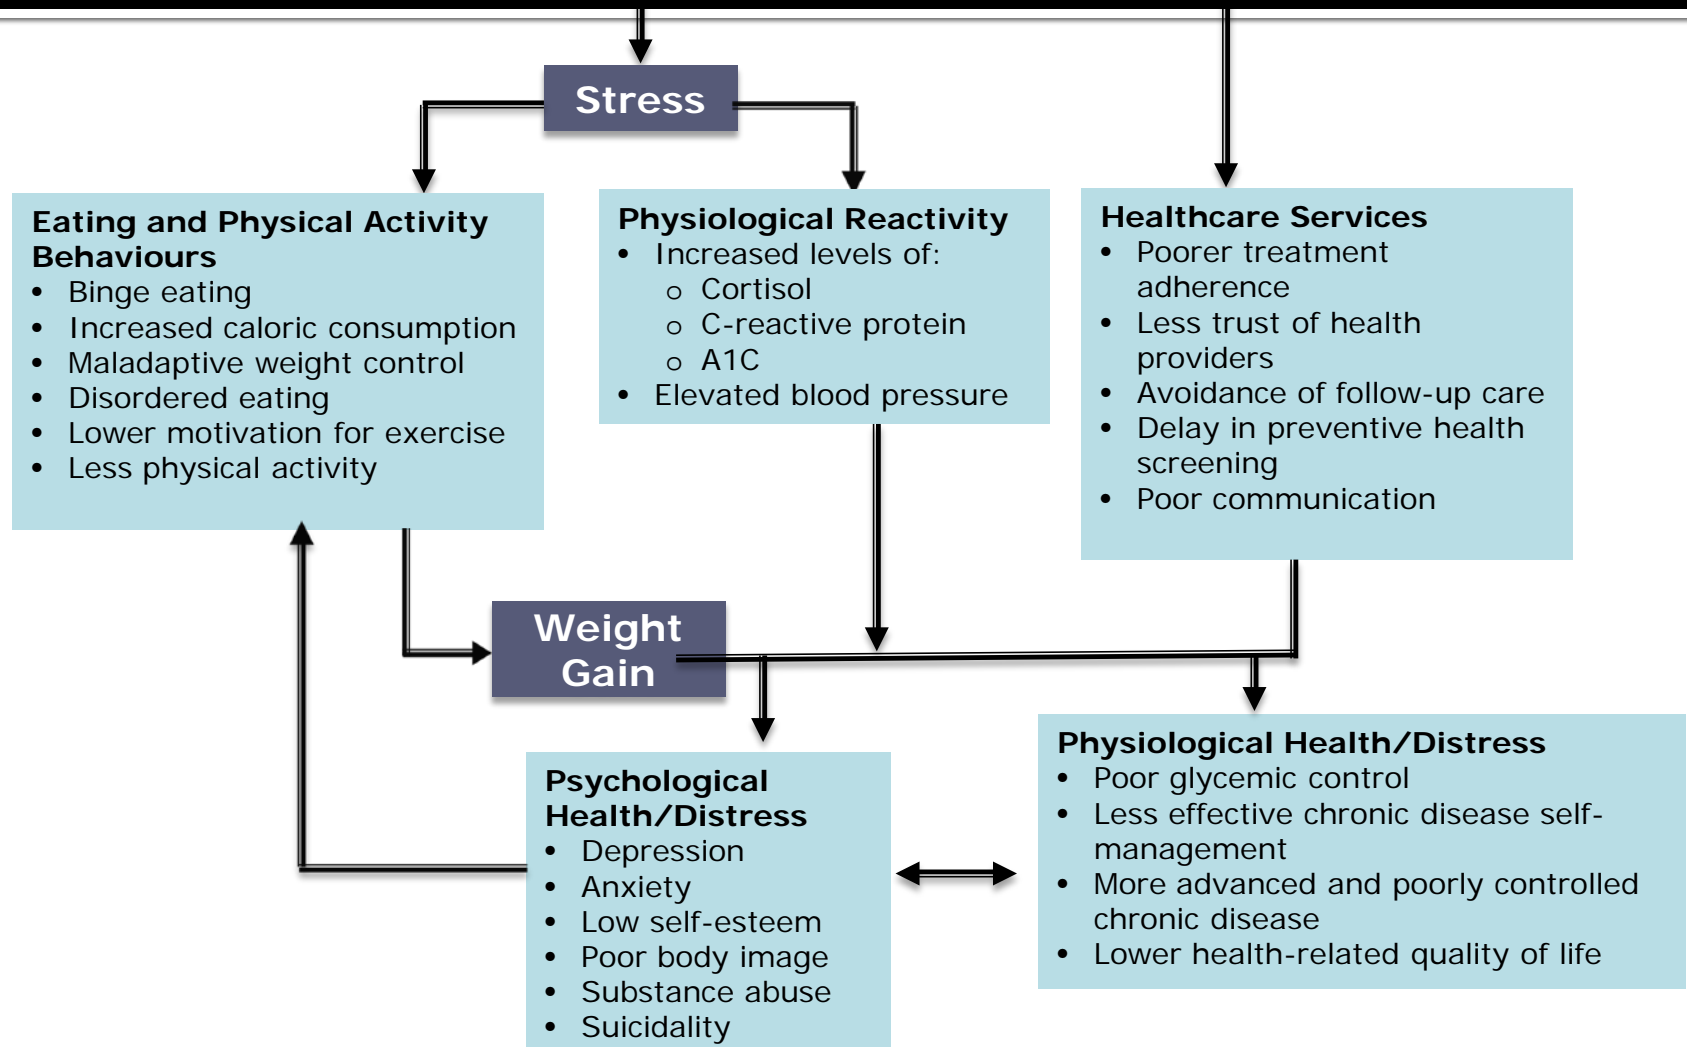 Stress
Eating and Physical Activity
Behaviours
• Binge eating
• Increased caloric consumption
• Maladaptive weight control
• Disordered eating
• Lower motivation for exercise
• Less physical activity
Physiological Reactivity
• Increased levels of:
o Cortisol
o C-reactive protein
o A1C
• Elevated blood pressure
Healthcare Services
• Poorer treatment
adherence
• Less trust of health
providers
• Avoidance of follow-up care
• Delay in preventive health
screening
• Poor communication
Weight
Gain
Psychological
Health/Distress
• Depression
• Anxiety
• Low self-esteem
• Poor body image
• Substance abuse
• Suicidality
Physiological Health/Distress
• Poor glycemic control
• Less effective chronic disease self-
management
• More advanced and poorly controlled
chronic disease
• Lower health-related quality of life